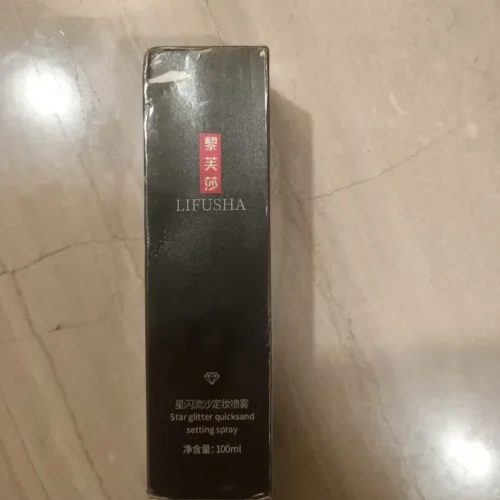 黎芙莎
LIFUSHA
星闪流沙定妆喷雾
Star glitter quicksand
setting spray
净含量：100ml